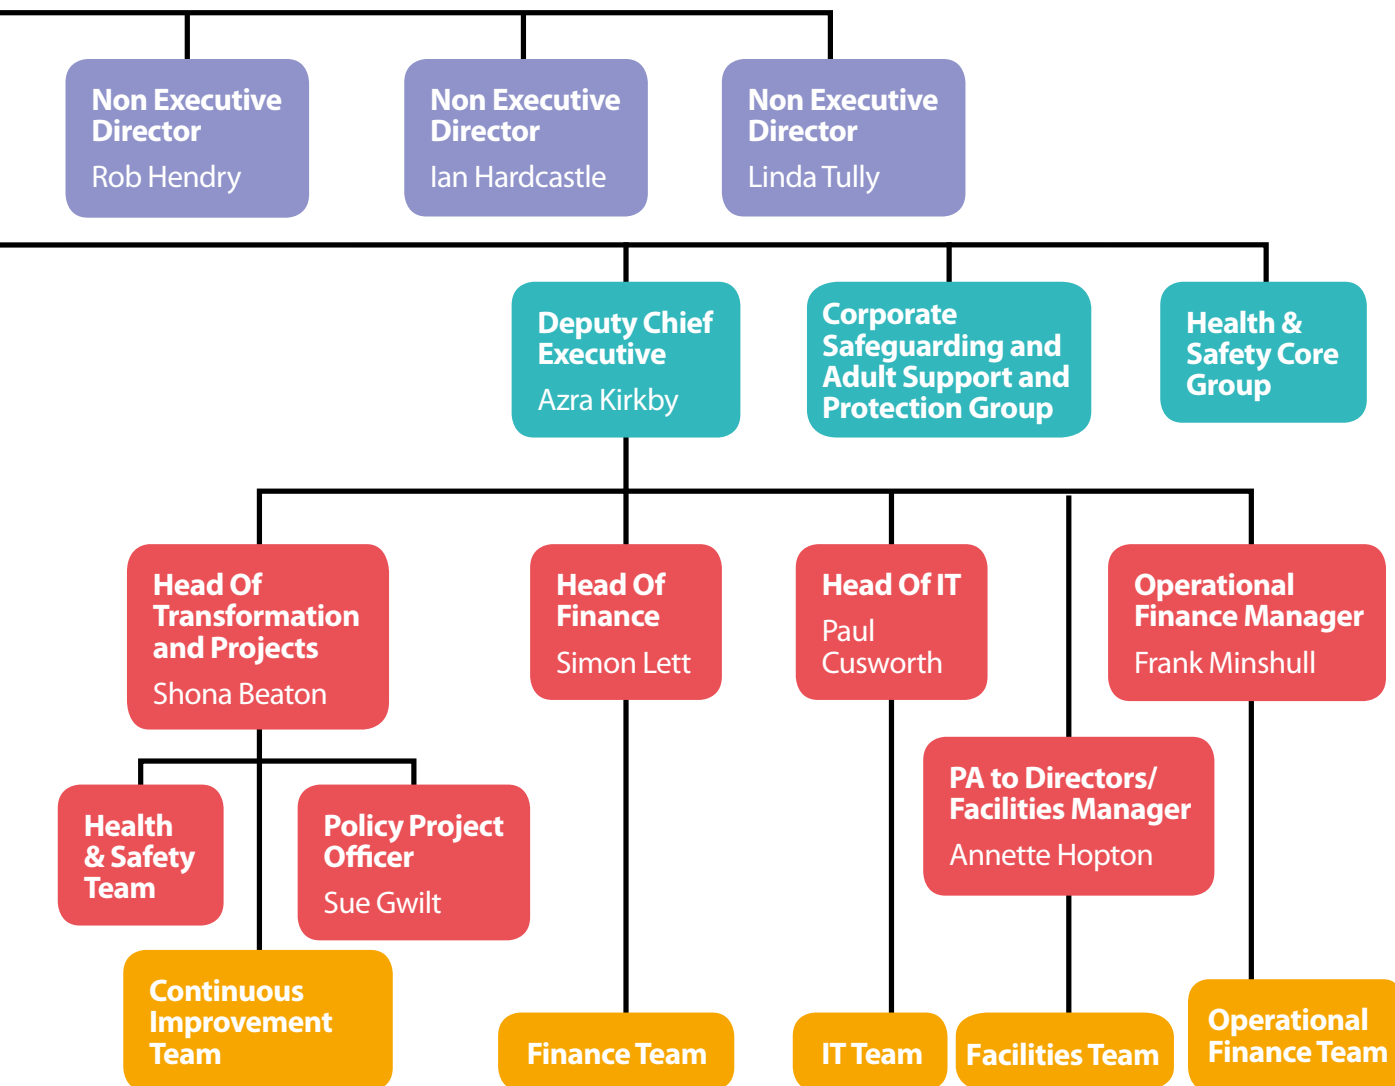 Non Executive
Director
Rob Hendry
Non Executive
Director
Ian Hardcastle
Non Executive
Director
Linda Tully
Deputy Chief
Executive
Azra Kirkby
Corporate
Safeguarding and
Adult Support and
Protection Group
Health &
Safety Core
Group
Head Of
Transformation
and Projects
Shona Beaton
Head Of
Finance
Simon Lett
Head Of IT
Paul
Cusworth
Operational
Finance Manager
Frank Minshull
PA to Directors/
Facilities Manager
Annette Hopton
Health
& Safety
Team
Policy Project
Officer
Sue Gwilt
Continuous
Improvement
Team
Finance Team
IT Team
Facilities Team
Operational
Finance Team